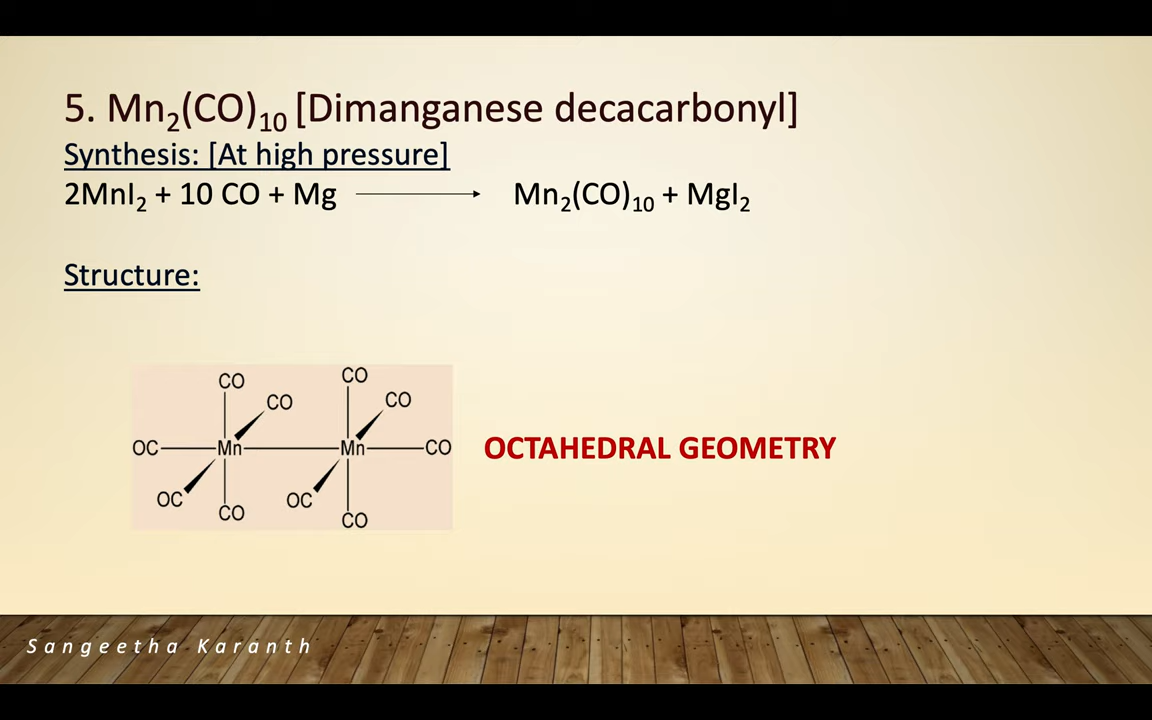 5. Mn₂(CO)₁₀ [Dimanganese decacarbonyl]
Synthesis: [At high pressure]
2MnI₂ + 10 CO + Mg ⟶ Mn₂(CO)₁₀ + MgI₂
Structure:
CO CO
CO CO
OC Mn Mn CO OCTAHEDRAL GEOMETRY
OC OC
CO CO
Sangeetha Karanth